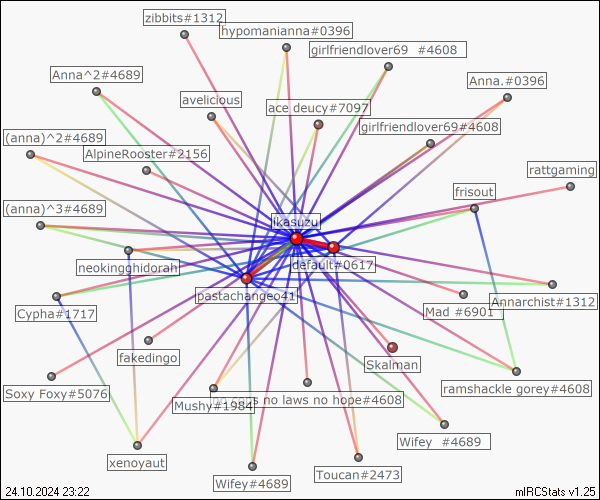 zibbits#1312
hypomanianna#0396
girlfriendlover69 #4608
Anna^2#4689
Anna.#0396
avelicious
ace deucy#7097
girlfriendlover69#4608
(anna)^2#4689
AlpineRooster#2156
rattgaming
frisout
(anna)^3#4689
ikasuzu
neokingghidorah
default#0617
pastachangeo41
Annarchist#1312
Cypha#1717
Mad #6901
fakedingo
Skalman
Soxy Foxy#5076
ramshackle gorey#4608
Mushy#1984
cops no laws no hope#4608
Wifey #4689
xenoyaut
Toucan#2473
Wifey#4689
24.10.2024 23:22
mIRCStats v1.25